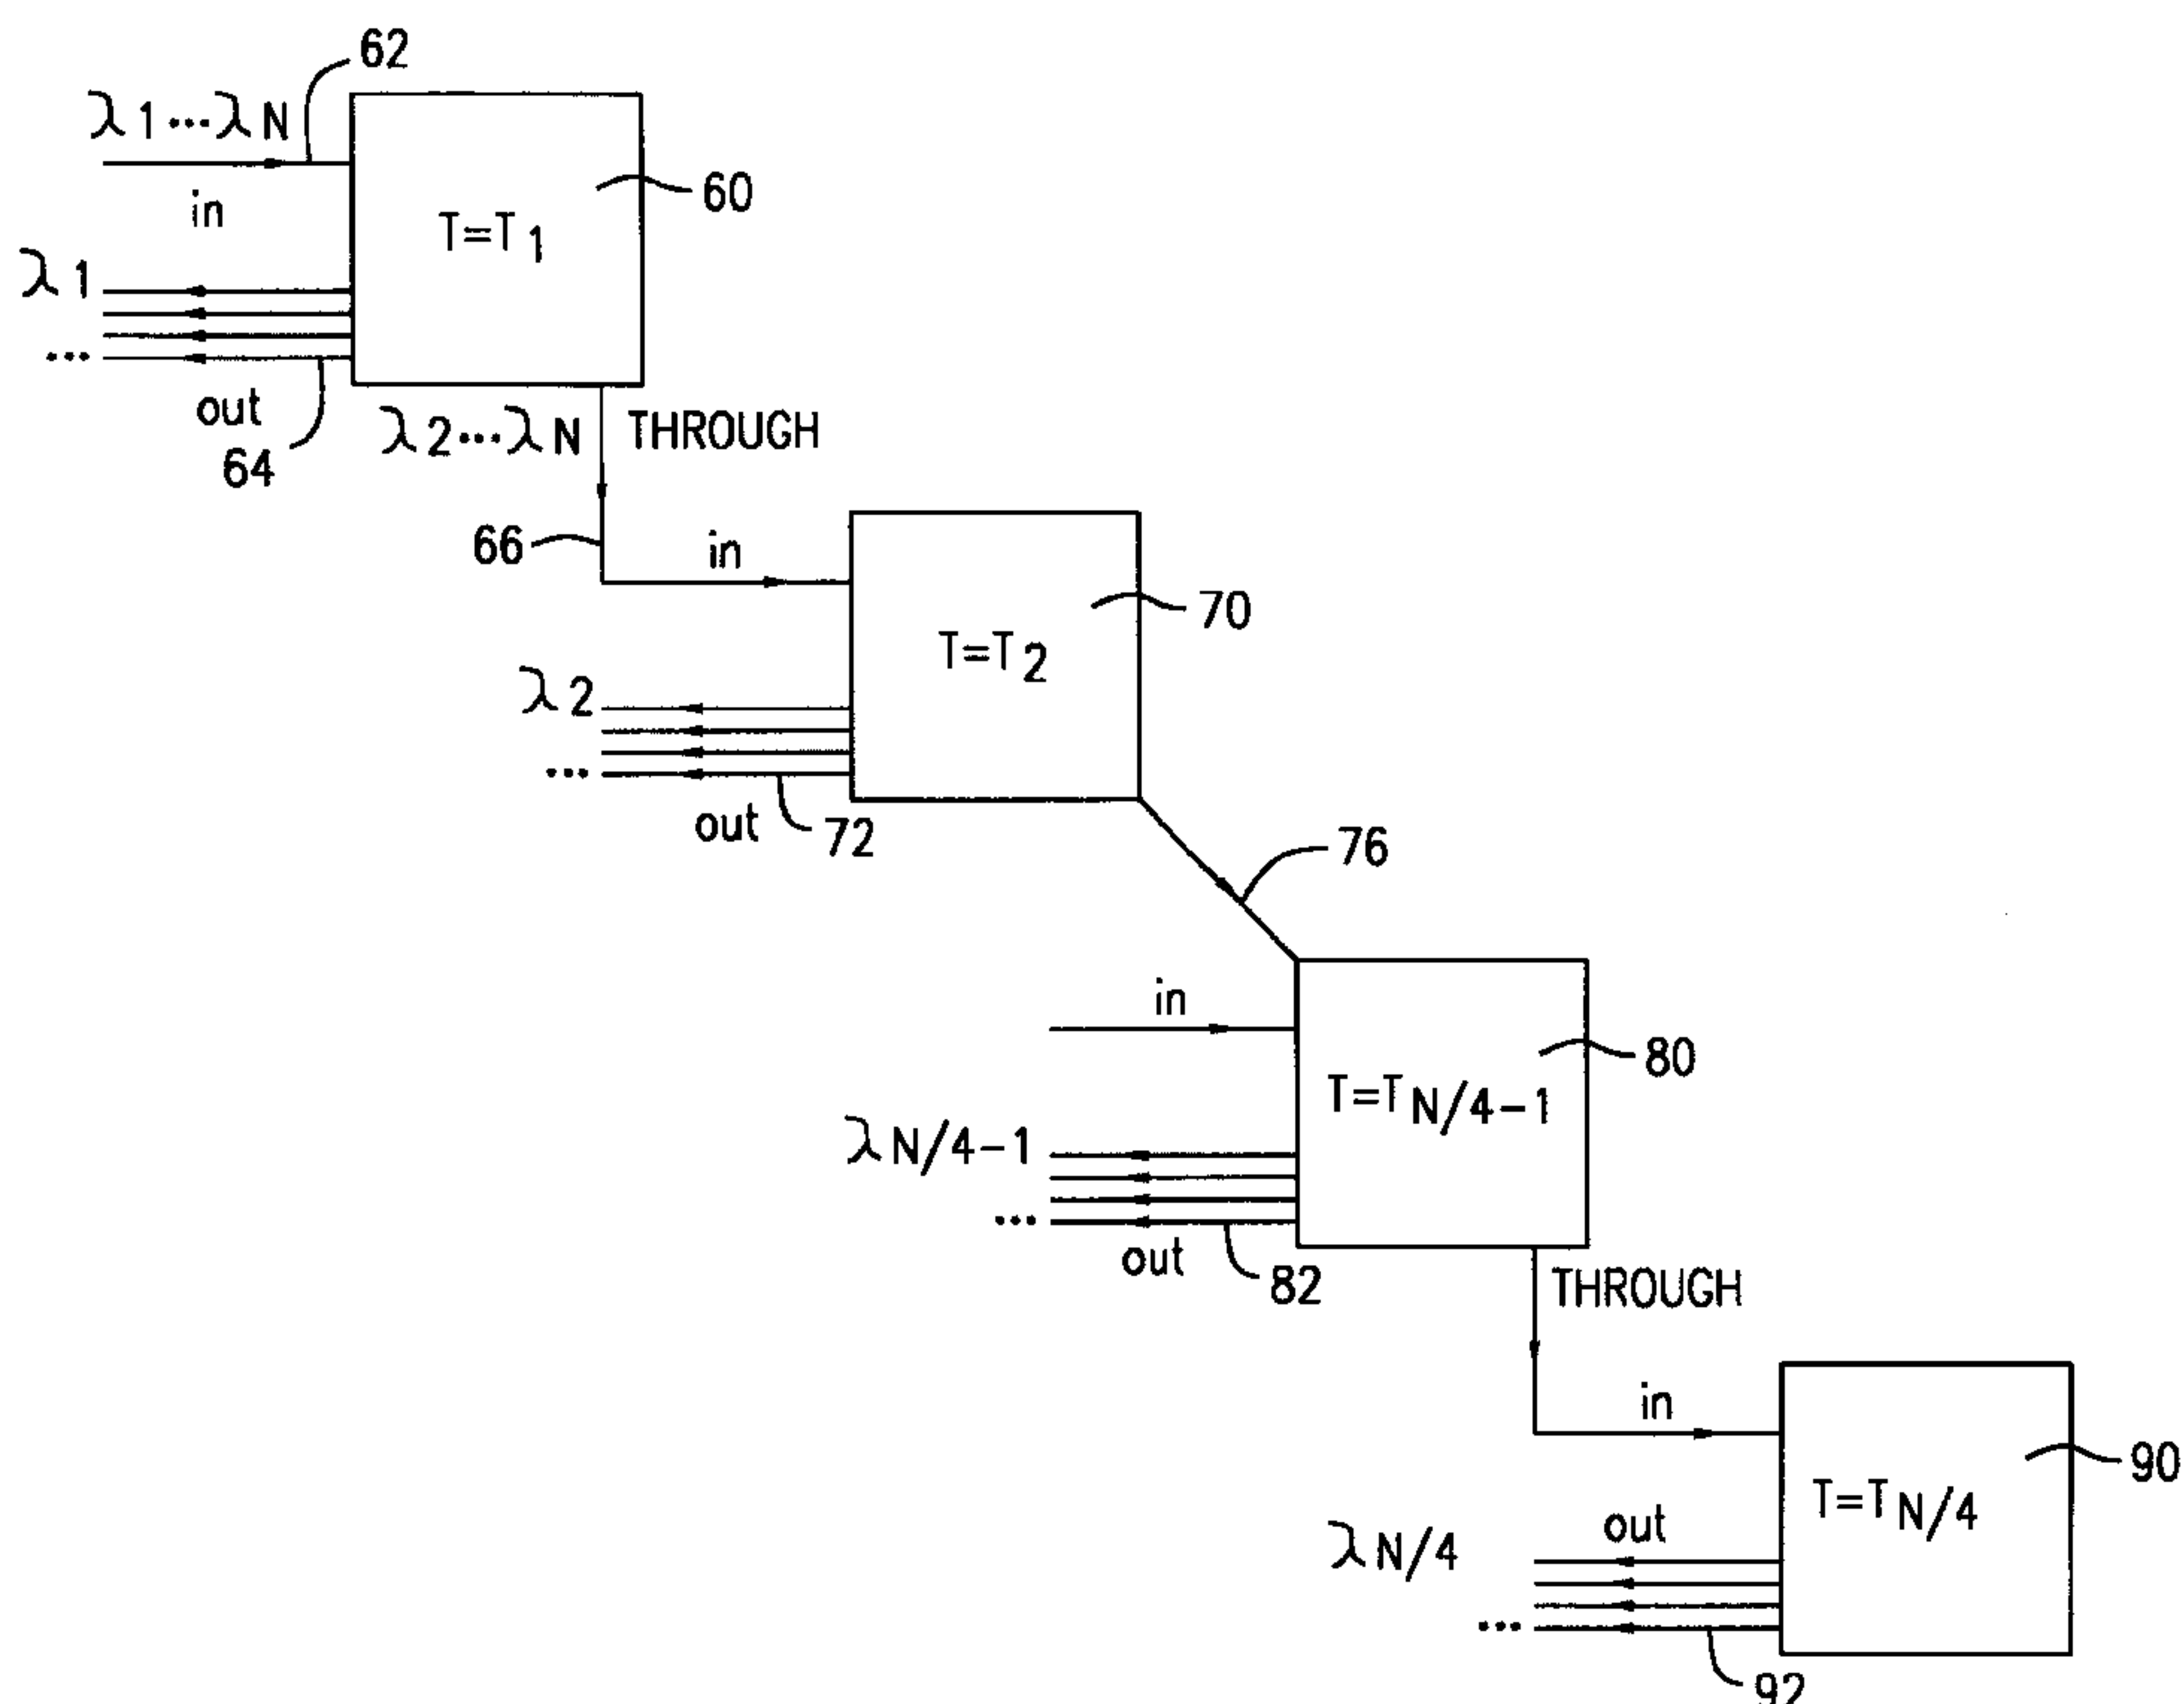 62
λ1···λN
in
60
T=T1
λ1
···
out
64
λ2···λN THROUGH
66
in
70
T=T2
λ2
···
out
72
76
in
80
T=TN/4-1
λN/4-1
···
out
82
THROUGH
in
90
T=TN/4
out
λN/4
···
92